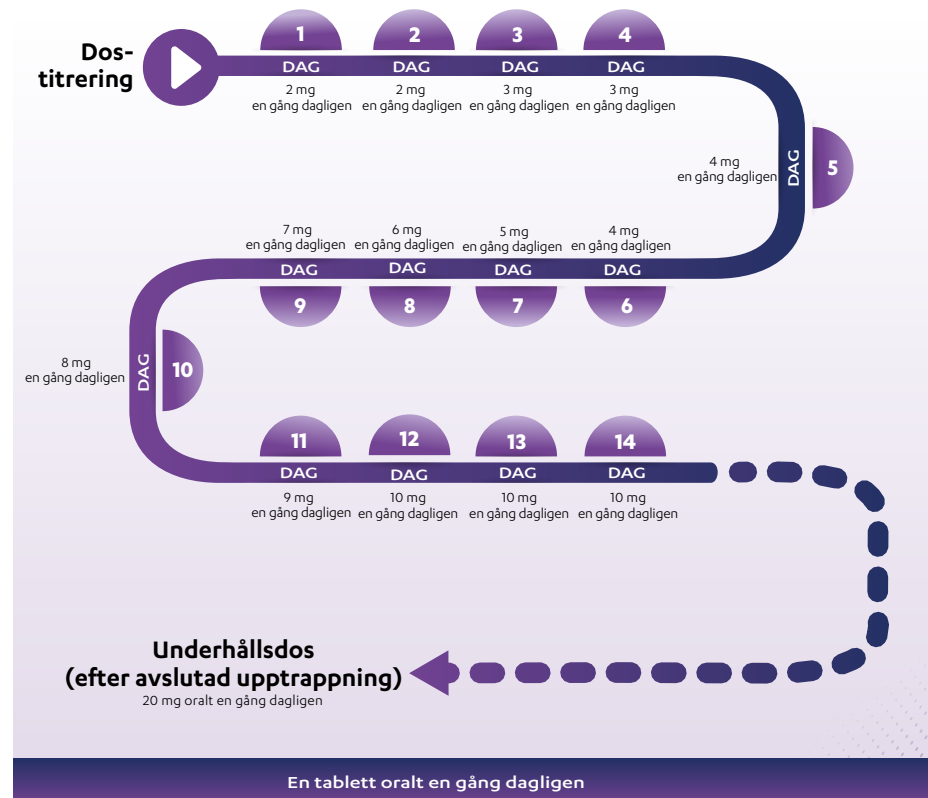 Dos-
titrering
1
DAG
2 mg
en gång dagligen
2
DAG
2 mg
en gång dagligen
3
DAG
3 mg
en gång dagligen
4
DAG
3 mg
en gång dagligen
5
DAG
4 mg
en gång dagligen
4 mg
en gång dagligen
DAG
6
5 mg
en gång dagligen
DAG
7
6 mg
en gång dagligen
DAG
8
7 mg
en gång dagligen
DAG
9
8 mg
en gång dagligen
DAG
10
11
DAG
9 mg
en gång dagligen
12
DAG
10 mg
en gång dagligen
13
DAG
10 mg
en gång dagligen
14
DAG
10 mg
en gång dagligen
Underhållsdos
(efter avslutad upptrappning)
20 mg oralt en gång dagligen
En tablett oralt en gång dagligen